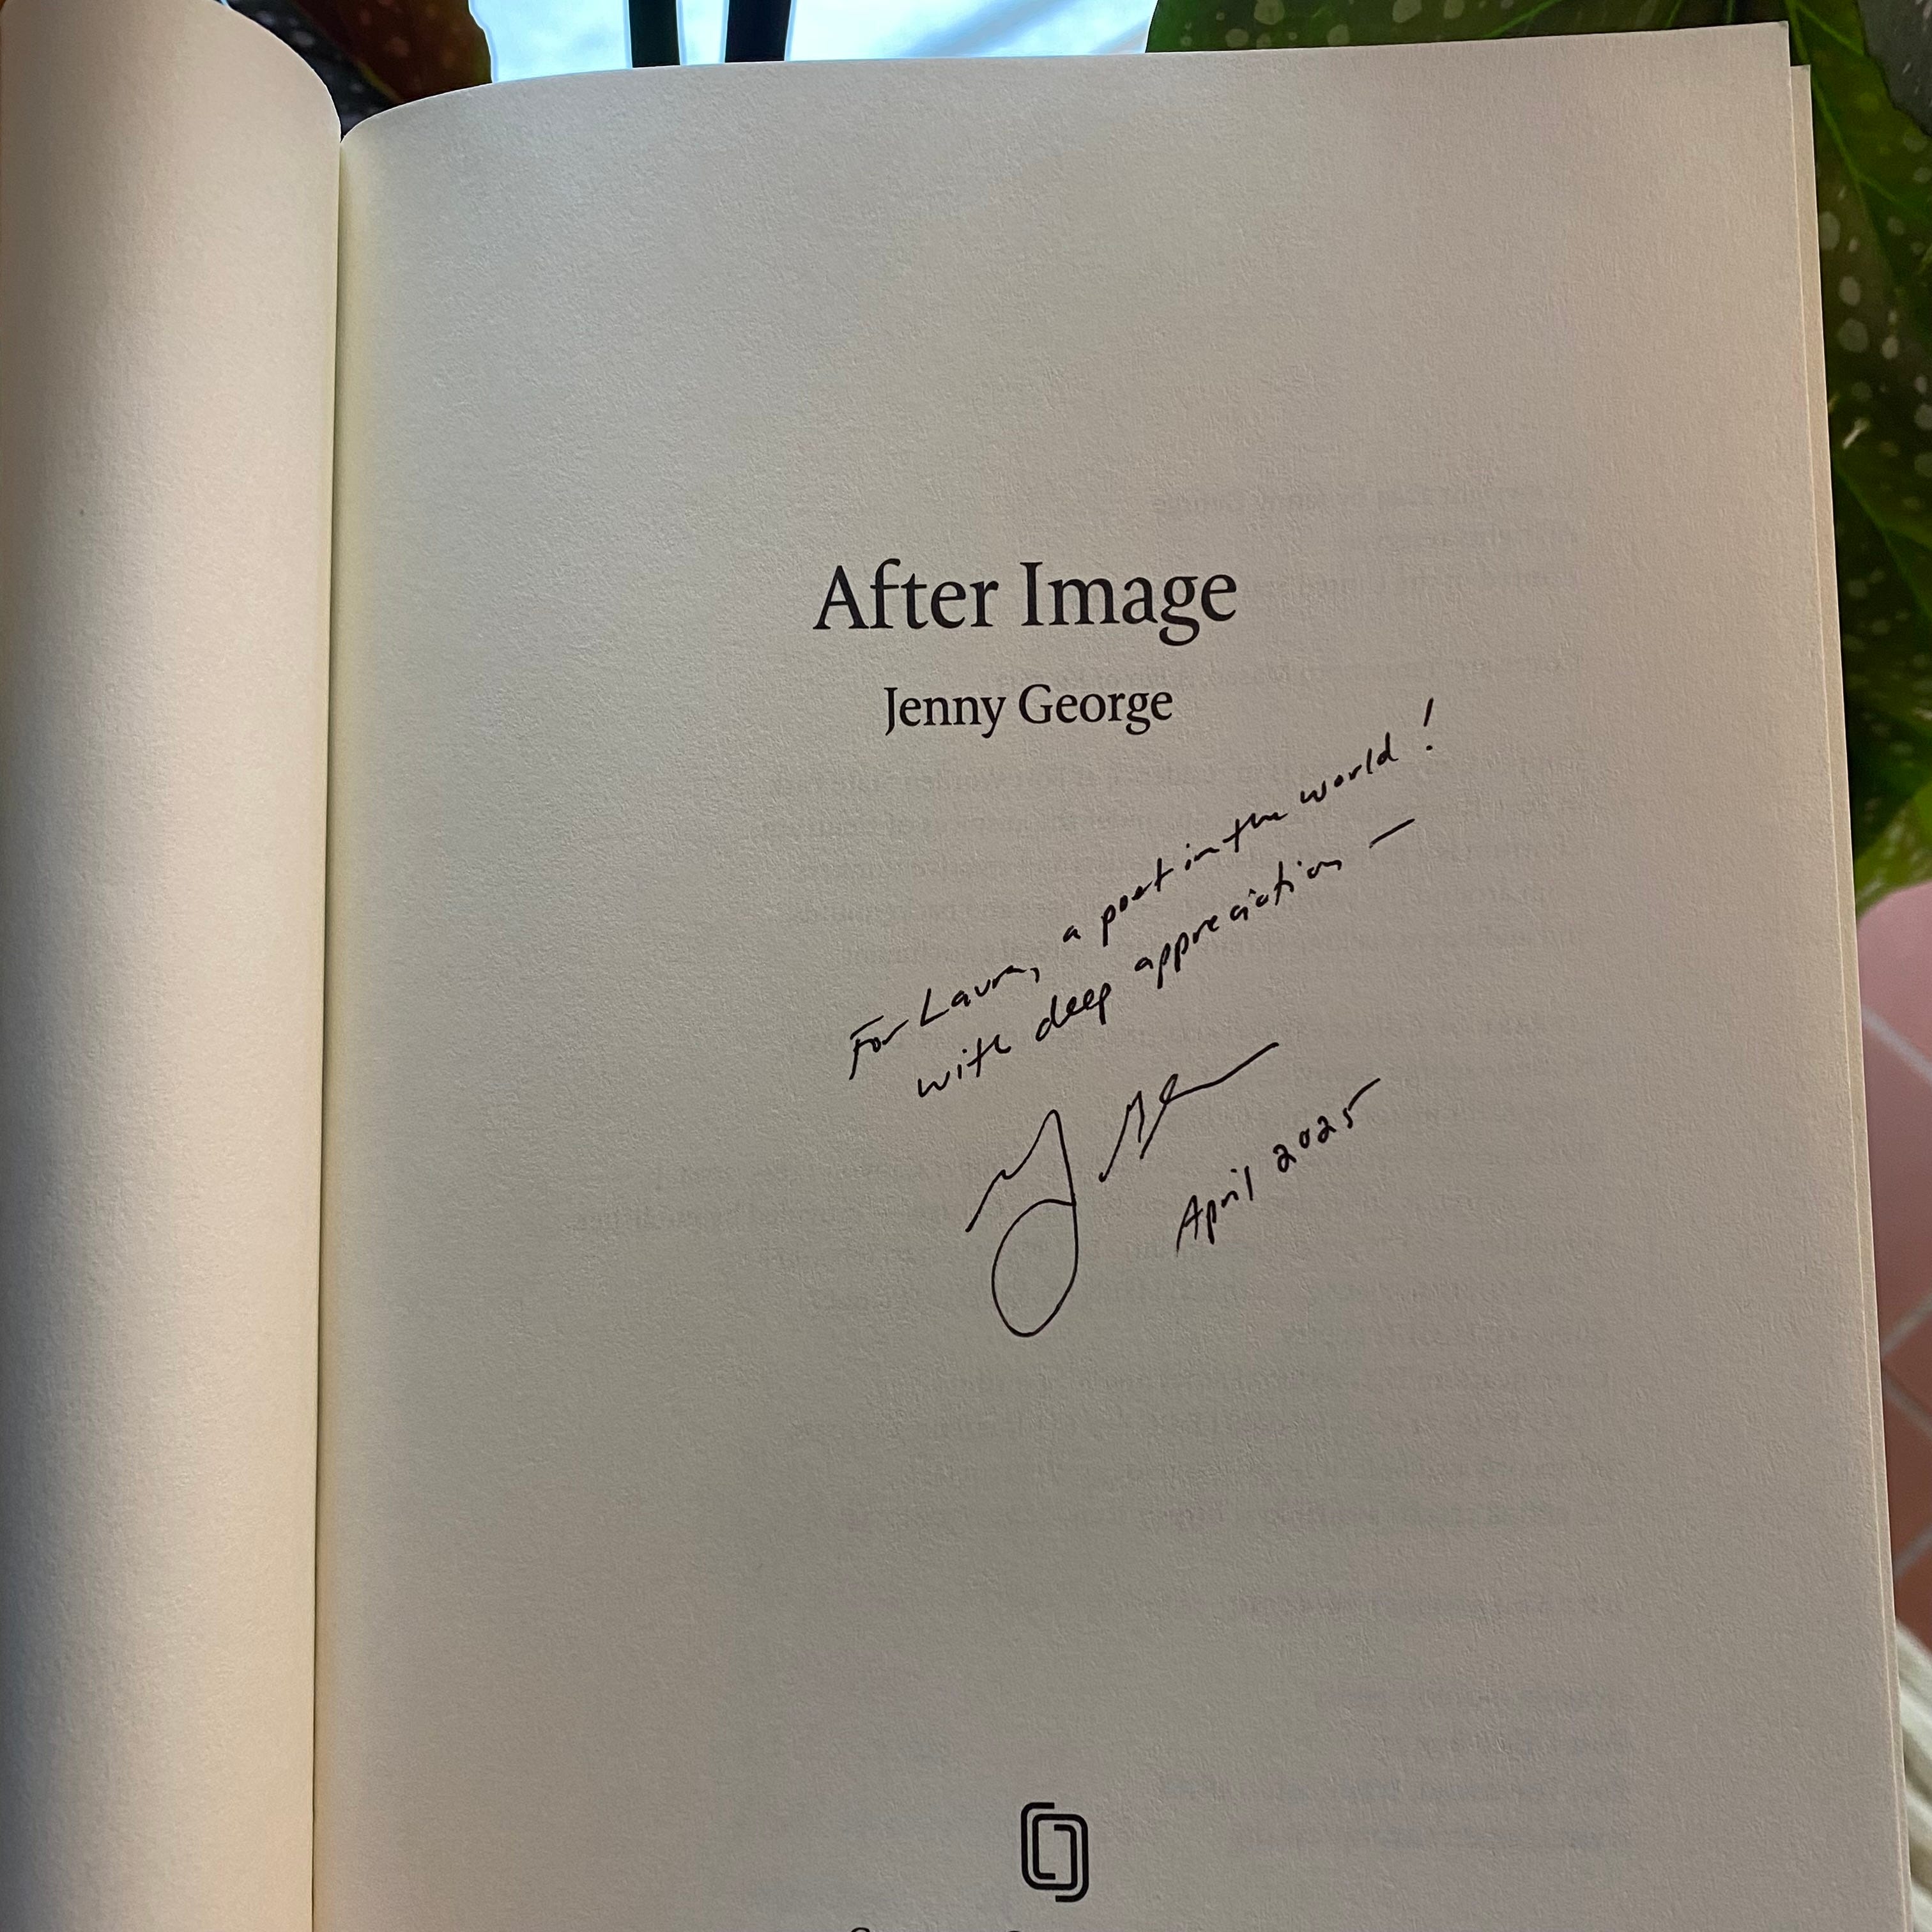 After Image
Jenny George
For Laura, a poet in the world!
with deep appreciation —
April 2025